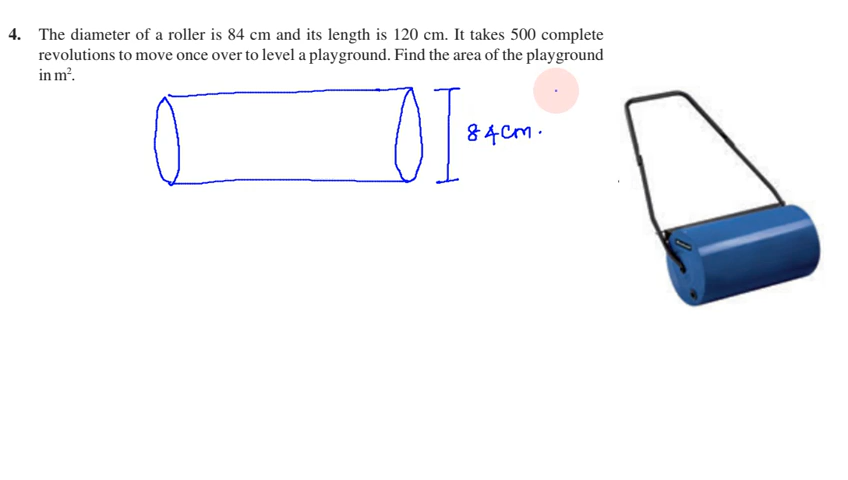 4. The diameter of a roller is 84 cm and its length is 120 cm. It takes 500 complete
revolutions to move once over to level a playground. Find the area of the playground
in m².
84cm.